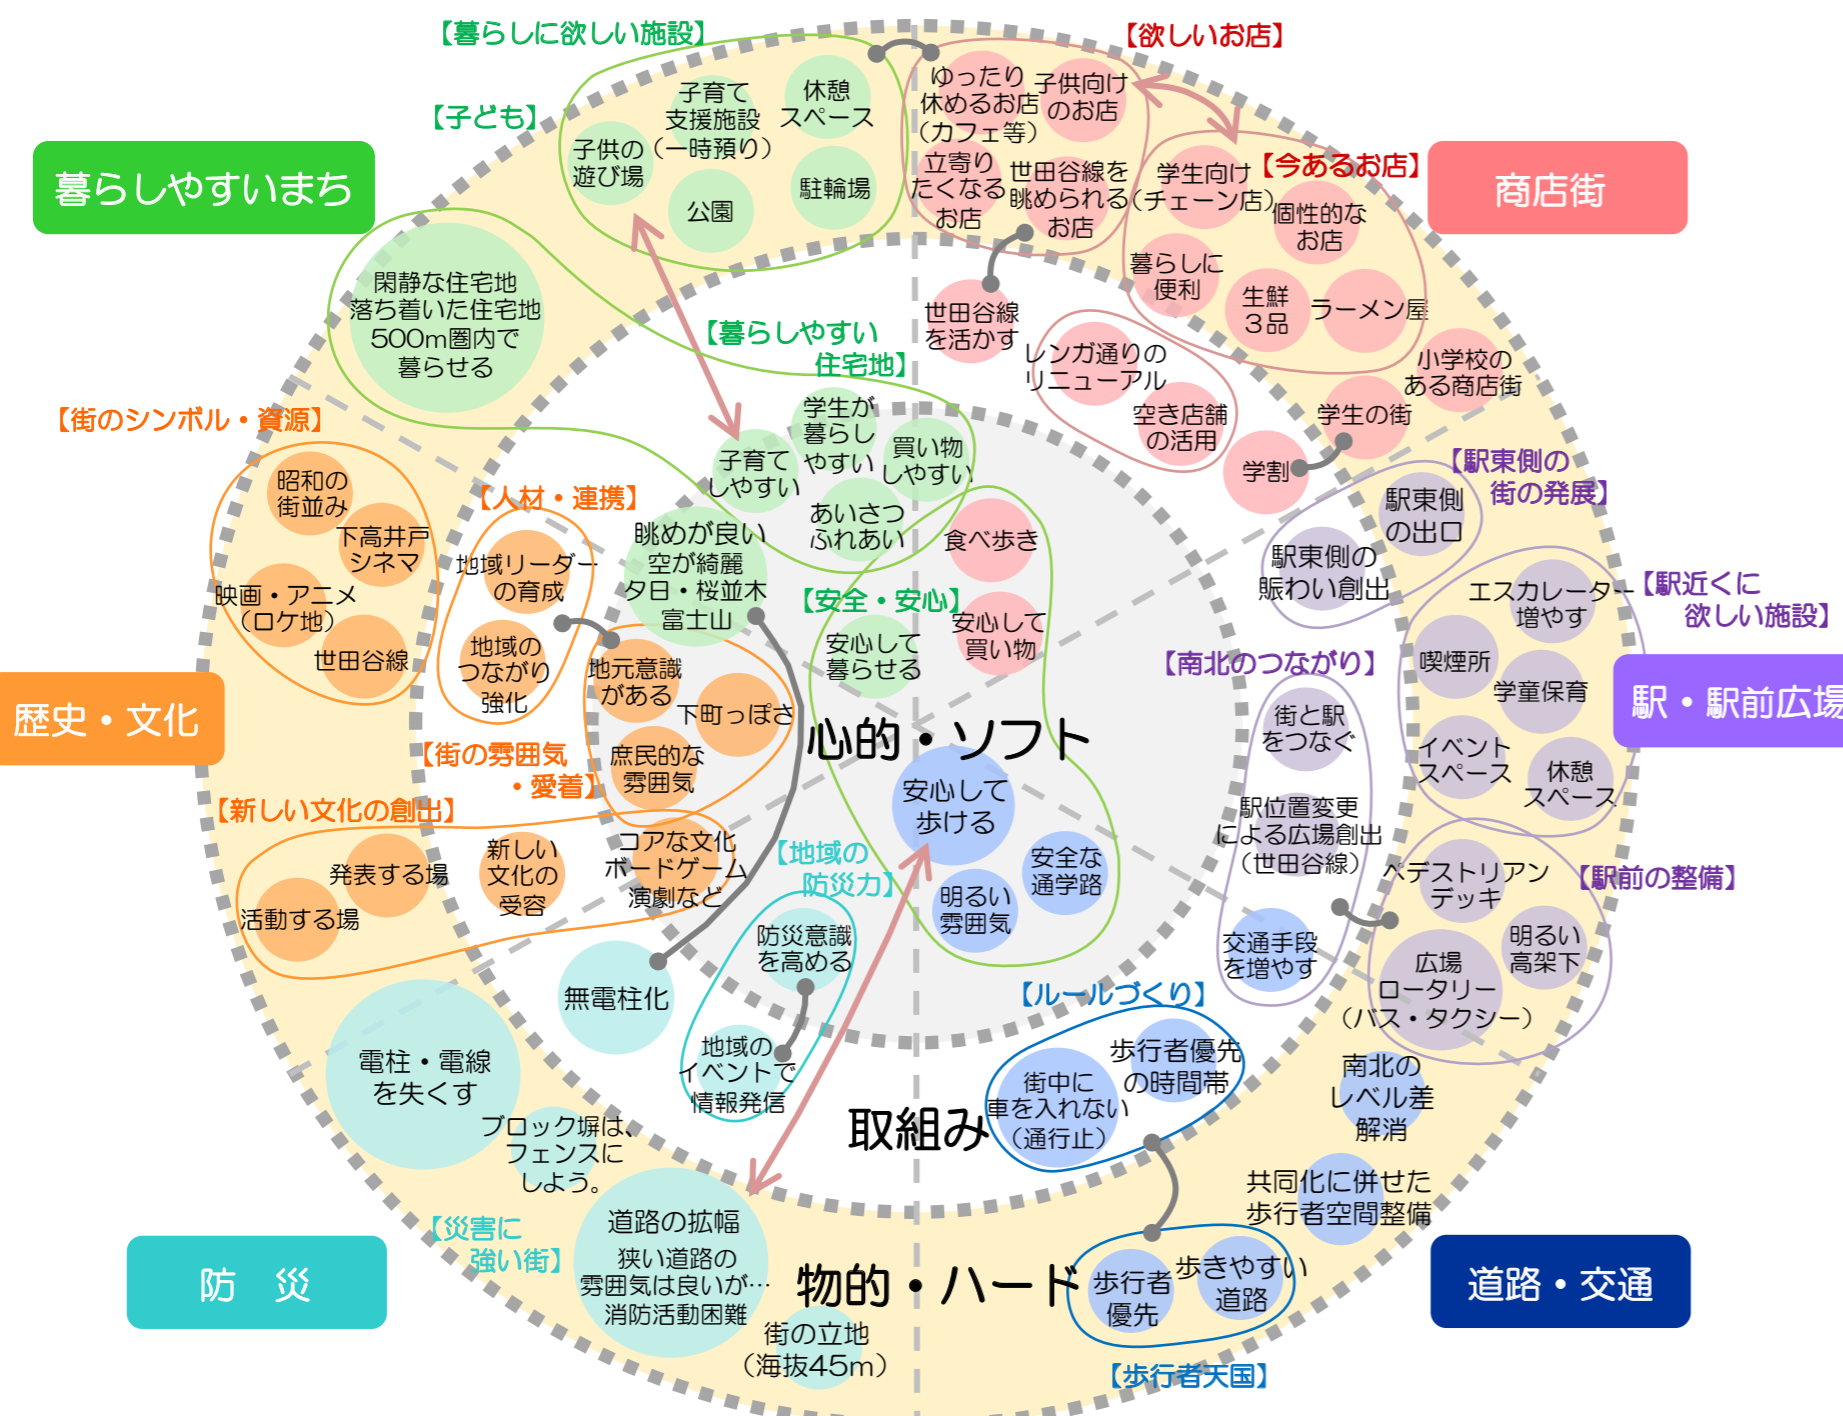 【暮らしに欲しい施設】
【欲しいお店】
【子ども】
子育て
支援施設
（一時預り）
休憩
スペース
子供の
遊び場
公園
駐輪場
ゆったり
休めるお店
（カフェ等）
子供向け
のお店
立寄り
たくなる
お店
世田谷線を
眺められる
お店
【今あるお店】
学生向け
（チェーン店）
個性的な
お店
暮らしに
便利
生鮮
３品
ラーメン屋
暮らしやすいまち
商店街
閑静な住宅地
落ち着いた住宅地
500m圏内で
暮らせる
【暮らしやすい
住宅地】
世田谷線
を活かす
レンガ通りの
リニューアル
空き店舗
の活用
小学校の
ある商店街
学生の街
学割
学生が
暮らし
やすい
買い物
しやすい
子育て
しやすい
あいさつ
ふれあい
【街のシンボル・資源】
昭和の
街並み
下高井戸
シネマ
映画・アニメ
（ロケ地）
世田谷線
【人材・連携】
地域リーダー
の育成
地域の
つながり
強化
眺めが良い
空が綺麗
夕日・桜並木
富士山
食べ歩き
【安全・安心】
安心して
暮らせる
安心して
買い物
【駅東側の
街の発展】
駅東側
の出口
駅東側の
賑わい創出
【駅近くに
欲しい施設】
エスカレーター
増やす
喫煙所
学童保育
イベント
スペース
休憩
スペース
歴史・文化
駅・駅前広場
地元意識
がある
下町っぽさ
庶民的な
雰囲気
【街の雰囲気
・愛着】
心的・ソフト
【南北のつながり】
街と駅
をつなぐ
駅位置変更
による広場創出
（世田谷線）
交通手段
を増やす
【新しい文化の創出】
発表する場
活動する場
新しい
文化の
受容
コアな文化
ボードゲーム
演劇など
【地域の
防災力】
防災意識
を高める
地域の
イベントで
情報発信
安心して
歩ける
安全な
通学路
明るい
雰囲気
【駅前の整備】
ペデストリアン
デッキ
明るい
高架下
広場
ロータリー
（バス・タクシー）
無電柱化
電柱・電線
を失くす
ブロック塀は、
フェンスに
しよう。
【ルールづくり】
歩行者優先
の時間帯
街中に
車を入れない
（通行止）
取組み
南北の
レベル差
解消
共同化に併せた
歩行者空間整備
【災害に
強い街】
道路の拡幅
狭い道路の
雰囲気は良いが…
消防活動困難
物的・ハード
街の立地
（海抜45m）
歩行者
優先
歩きやすい
道路
【歩行者天国】
防　災
道路・交通